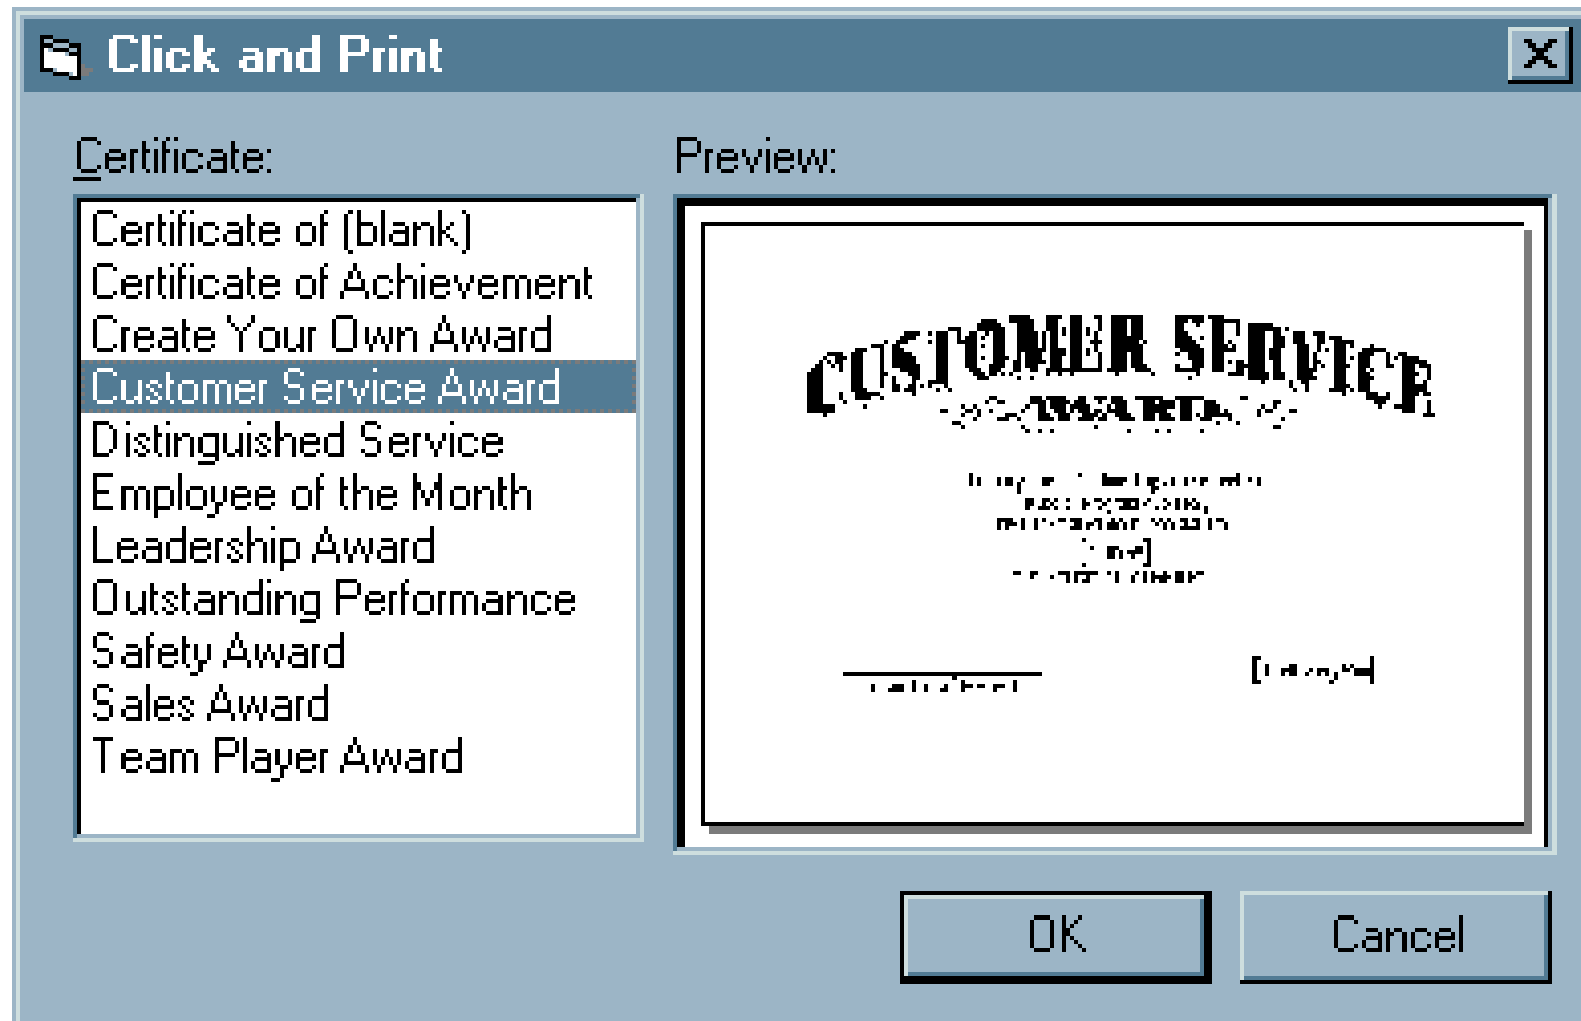 Click and Print
Certificate:
Certificate of (blank)
Certificate of Achievement
Create Your Own Award
Customer Service Award
Distinguished Service
Employee of the Month
Leadership Award
Outstanding Performance
Safety Award
Sales Award
Team Player Award
Preview:
CUSTOMER SERVICE
AWARD
OK
Cancel